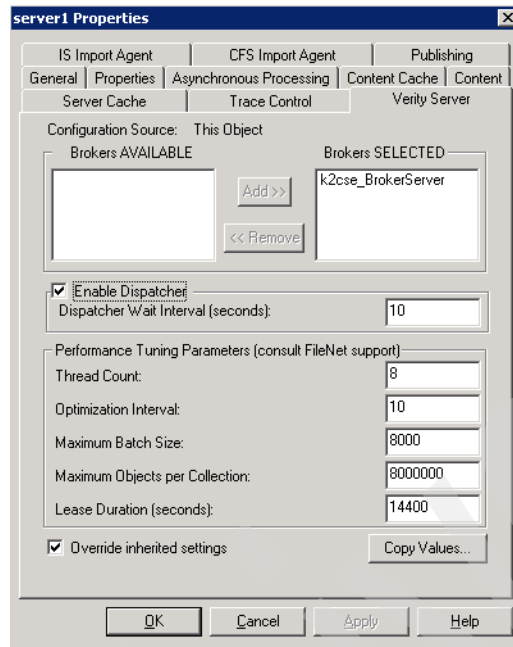 server1 Properties
IS Import Agent CFS Import Agent Publishing
General Properties Asynchronous Processing Content Cache Content
Server Cache Trace Control Verity Server
Configuration Source: This Object
Brokers AVAILABLE Brokers SELECTED
k2cse_BrokerServer
Add >>
<< Remove
Enable Dispatcher
Dispatcher Wait Interval (seconds): 10
Performance Tuning Parameters (consult FileNet support)
Thread Count: 8
Optimization Interval: 10
Maximum Batch Size: 8000
Maximum Objects per Collection: 8000000
Lease Duration (seconds): 14400
Override inherited settings Copy Values...
OK Cancel Apply Help